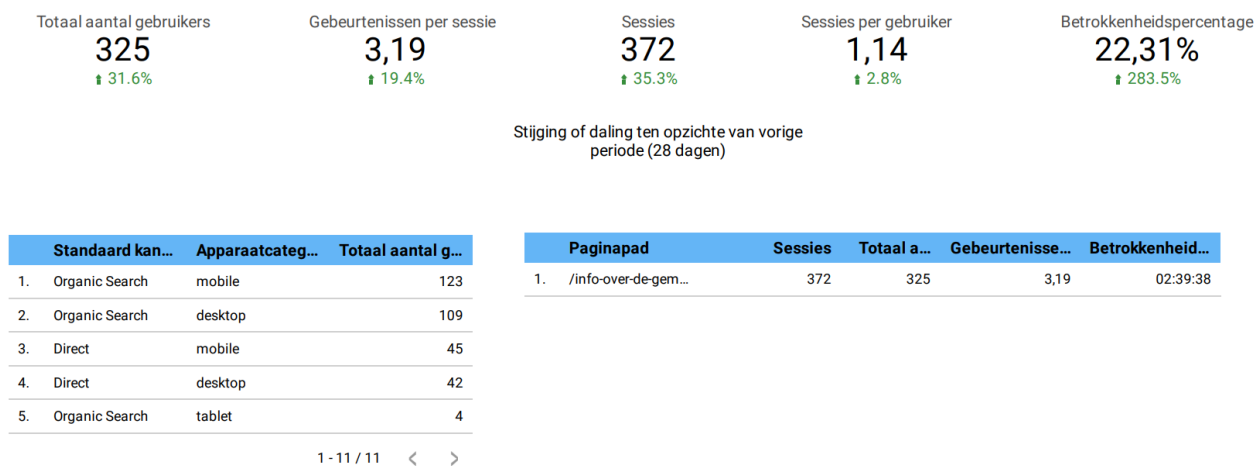 Totaal aantal gebruikers
325
31.6%
Gebeurtenissen per sessie
3,19
19.4%
Sessies
372
35.3%
Sessies per gebruiker
1,14
2.8%
Betrokkenheidspercentage
22,31%
283.5%
Stijging of daling ten opzichte van vorige
periode (28 dagen)
Standaard kan... Apparaatcateg... Totaal aantal g...
1. Organic Search mobile 123
2. Organic Search desktop 109
3. Direct mobile 45
4. Direct desktop 42
5. Organic Search tablet 4
1 - 11 / 11 < >
Paginapad Sessies Totaal a... Gebeurtenisse... Betrokkenheid...
1. /info-over-de-gem... 372 325 3,19 02:39:38